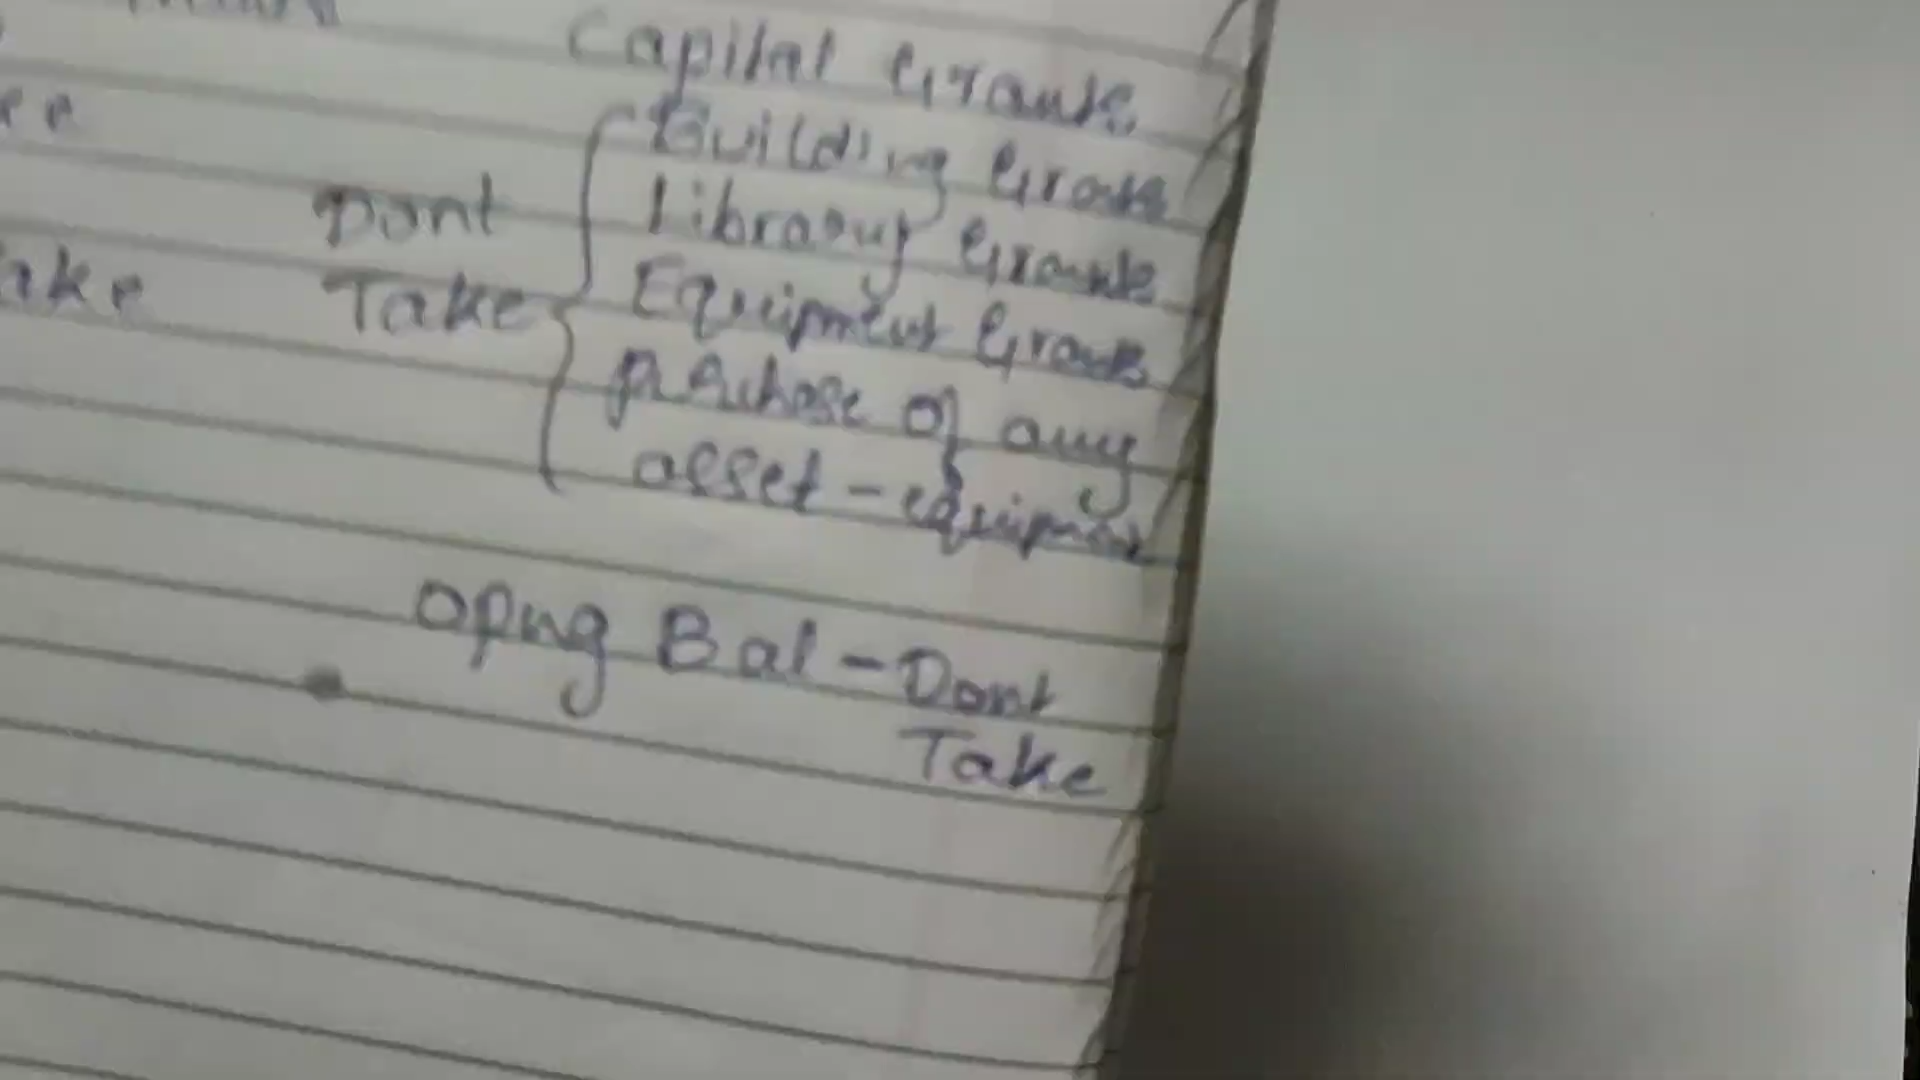 Capital Grants
Building Grants
Dont
Library Grants
ake
Take
Equipment Grants
purchase of any
asset - equipment
Opng Bal - Dont
Take